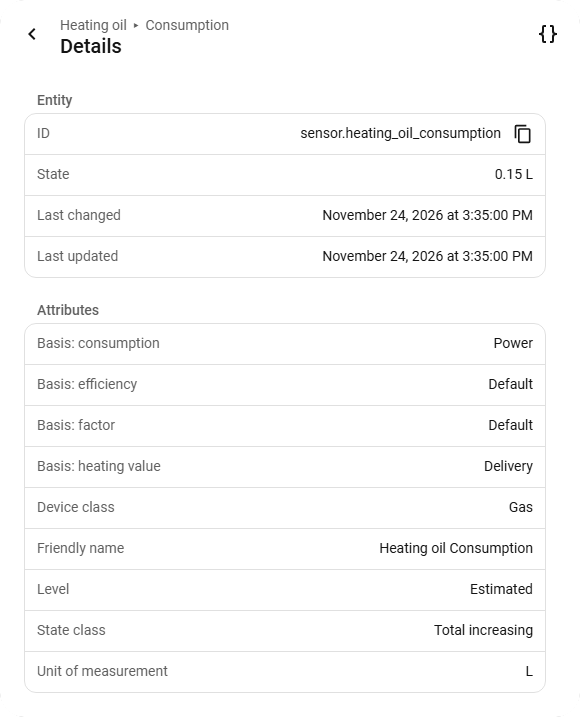 Heating oil ▸ Consumption
Details
{}
Entity
ID sensor.heating_oil_consumption
State 0.15 L
Last changed November 24, 2026 at 3:35:00 PM
Last updated November 24, 2026 at 3:35:00 PM
Attributes
Basis: consumption Power
Basis: efficiency Default
Basis: factor Default
Basis: heating value Delivery
Device class Gas
Friendly name Heating oil Consumption
Level Estimated
State class Total increasing
Unit of measurement L